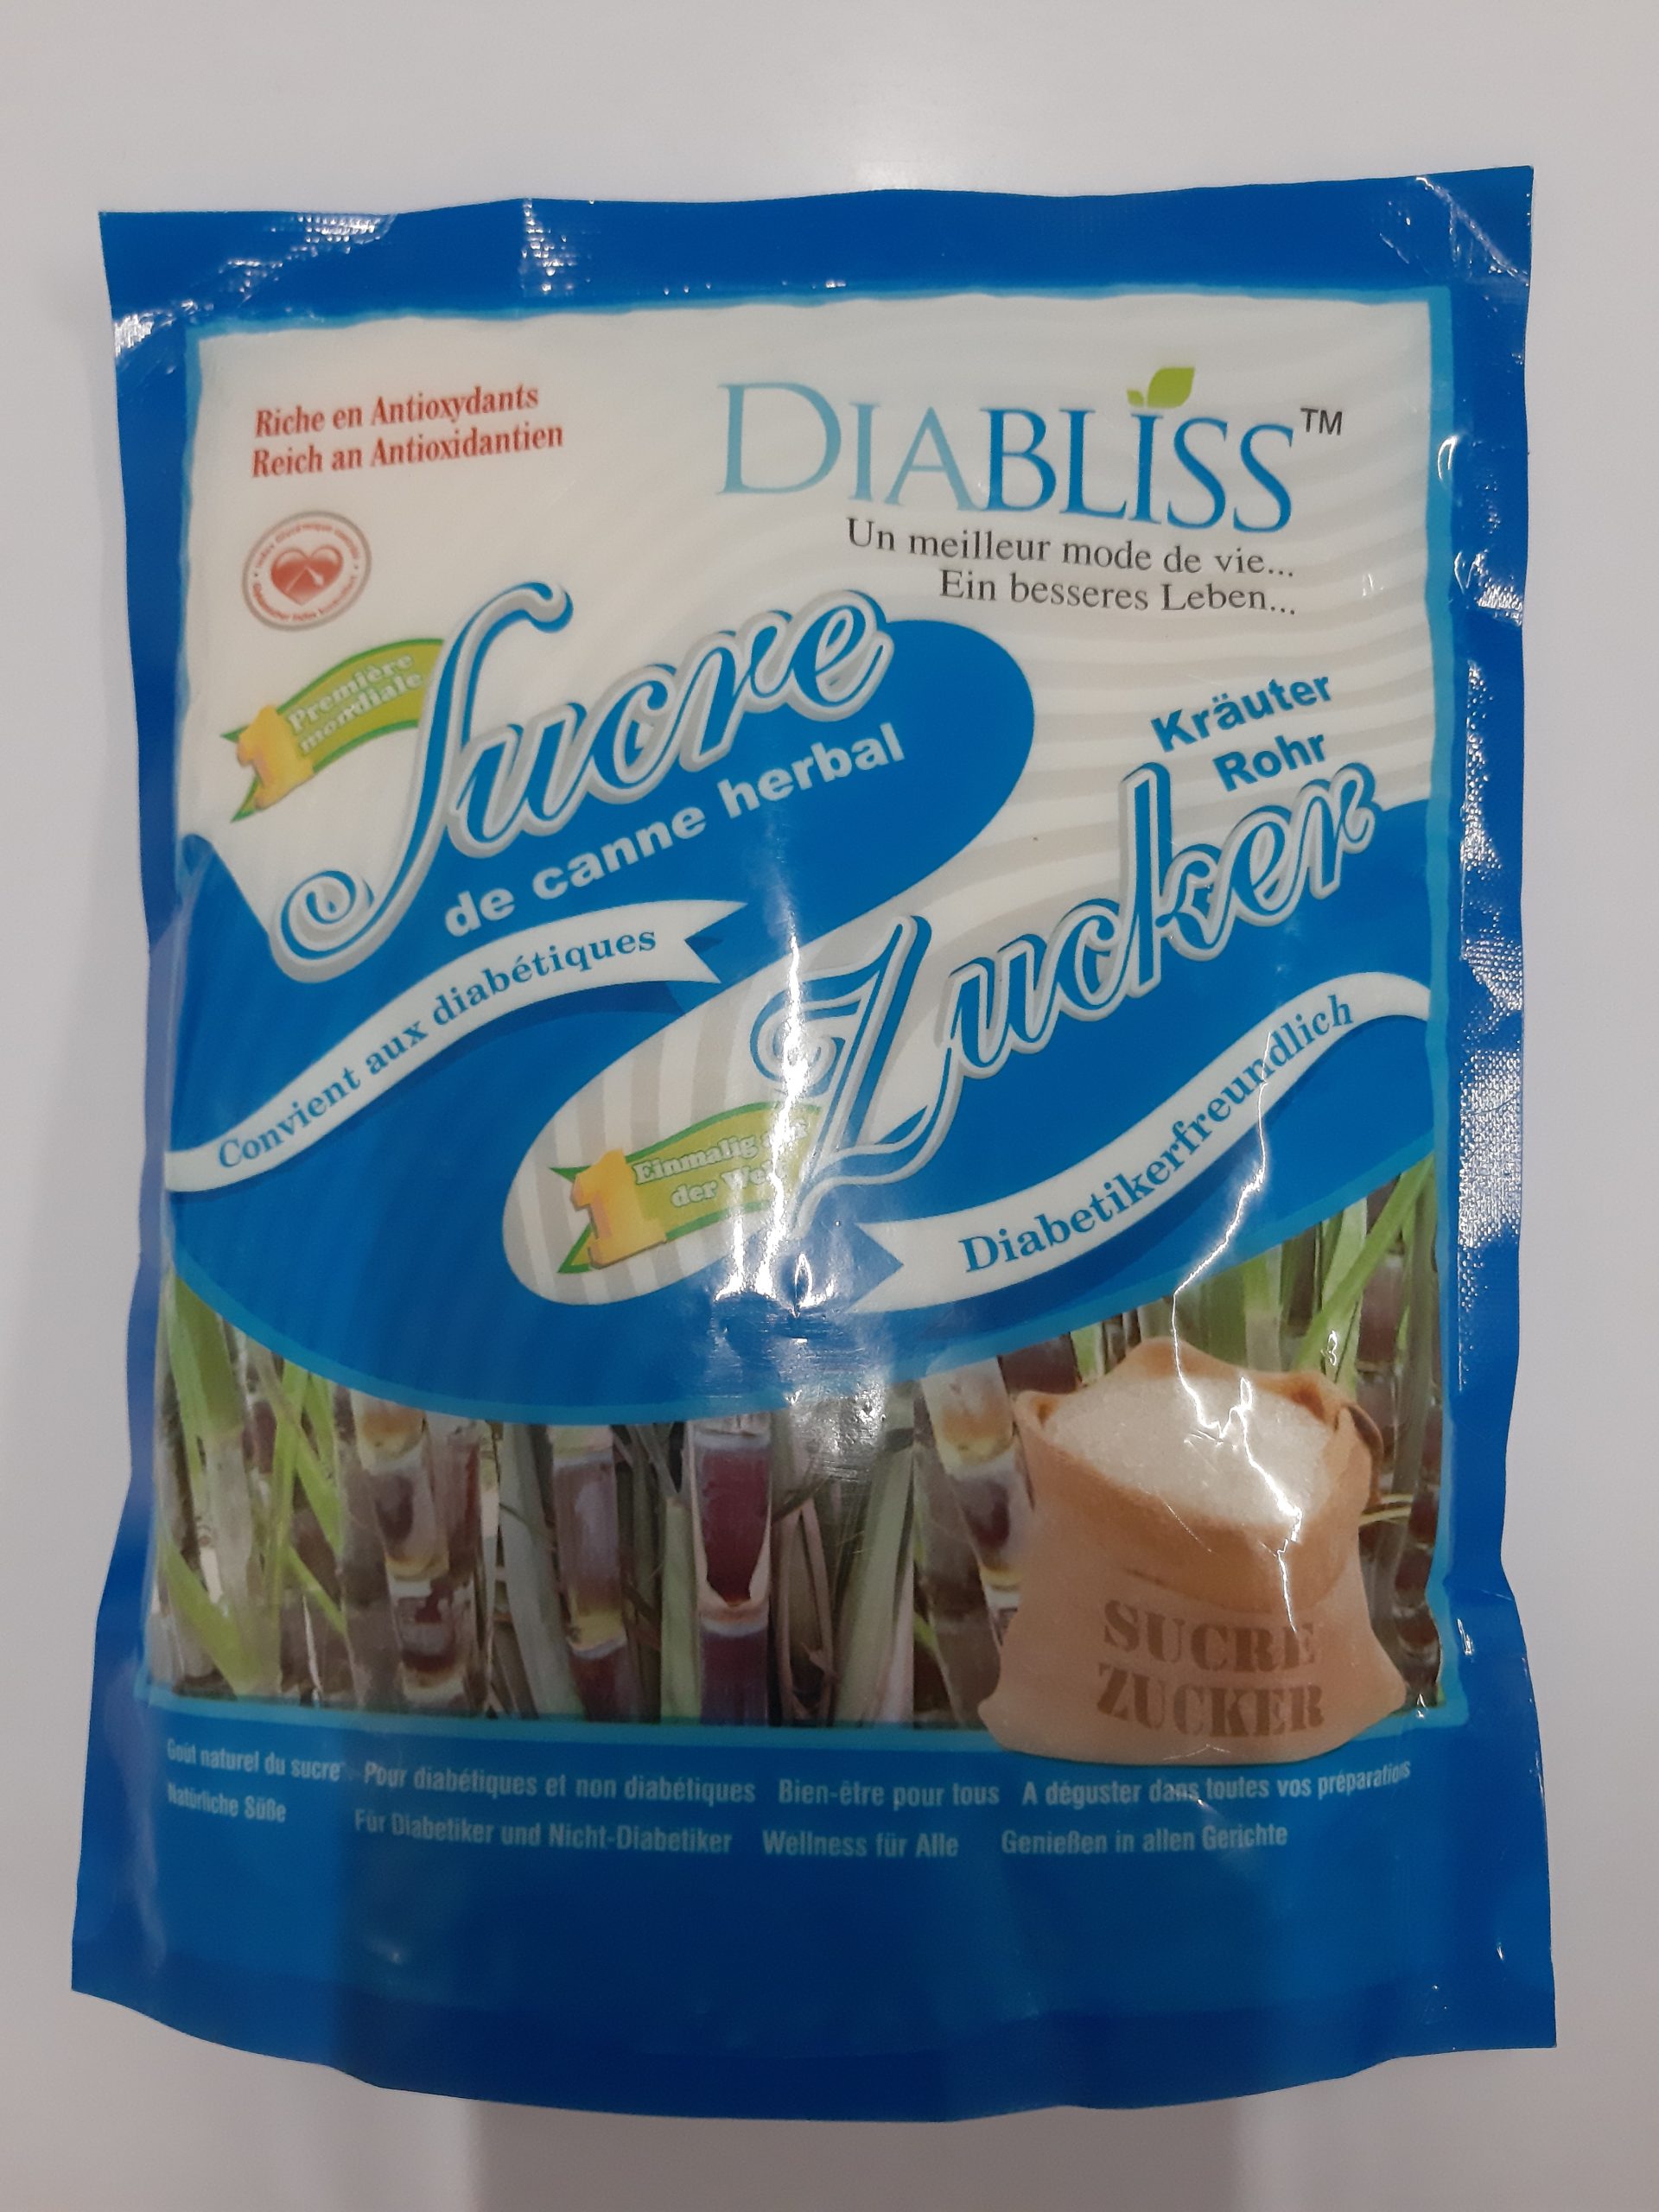 Riche en Antioxydants
Reich an Antioxidantien
DIABLISS™
Un meilleur mode de vie...
Ein besseres Leben...
1 Première
mondiale
Sucre
de canne herbal
Convient aux diabétiques
Kräuter
Rohr
Zucker
1 Einmalig
der
Diabetikerfreundlich
SUCRE
ZUCKER
Goût naturel du sucre Pour diabétiques et non diabétiques Bien-être pour tous A déguster dans toutes vos préparations
Natürliche Süße Für Diabetiker und Nicht-Diabetiker Wellness für Alle Genießen in allen Gerichte